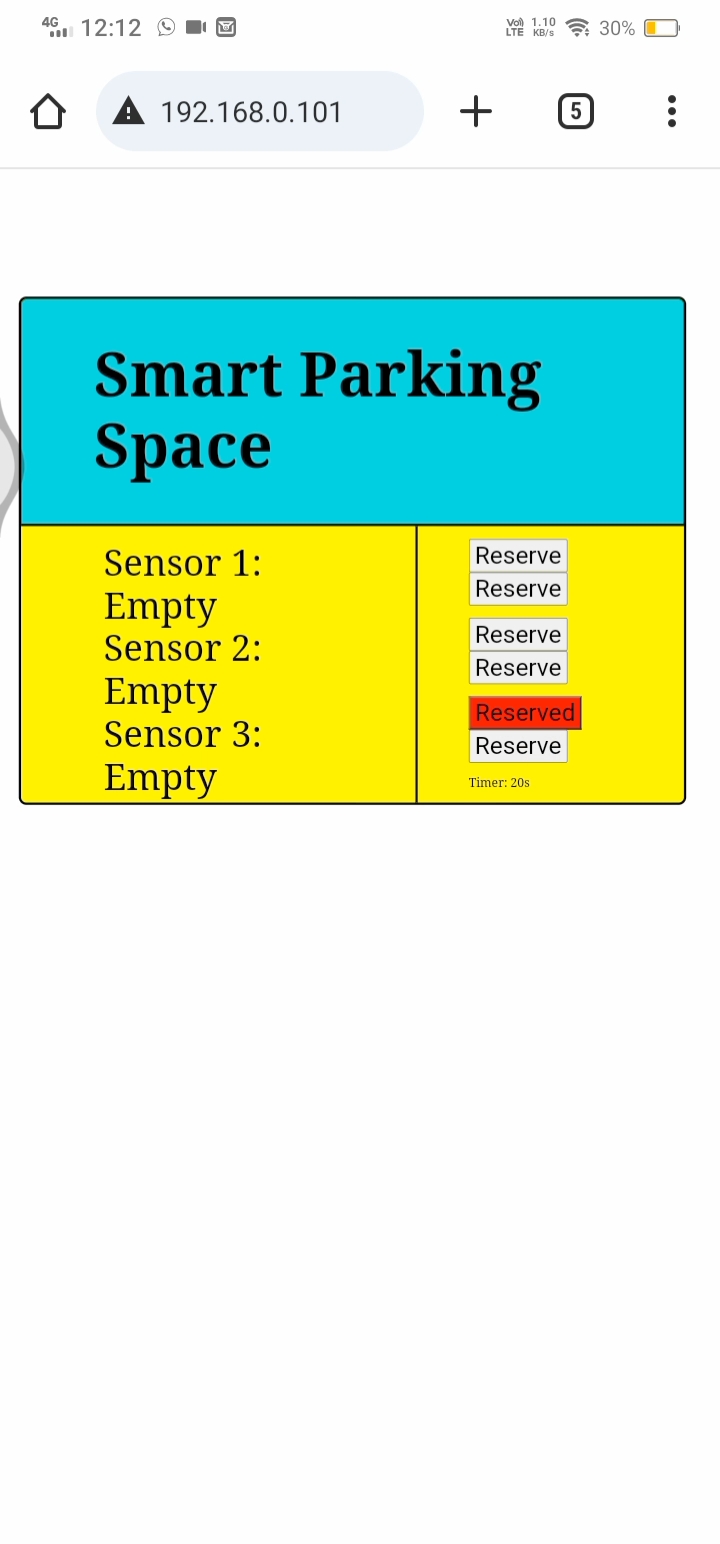 4G 12:12 Vo) LTE 1.10 KB/s 30%
192.168.0.101 5
Smart Parking
Space
Sensor 1:
Empty
Sensor 2:
Empty
Sensor 3:
Empty
Reserve
Reserve
Reserve
Reserve
Reserved
Reserve
Timer: 20s